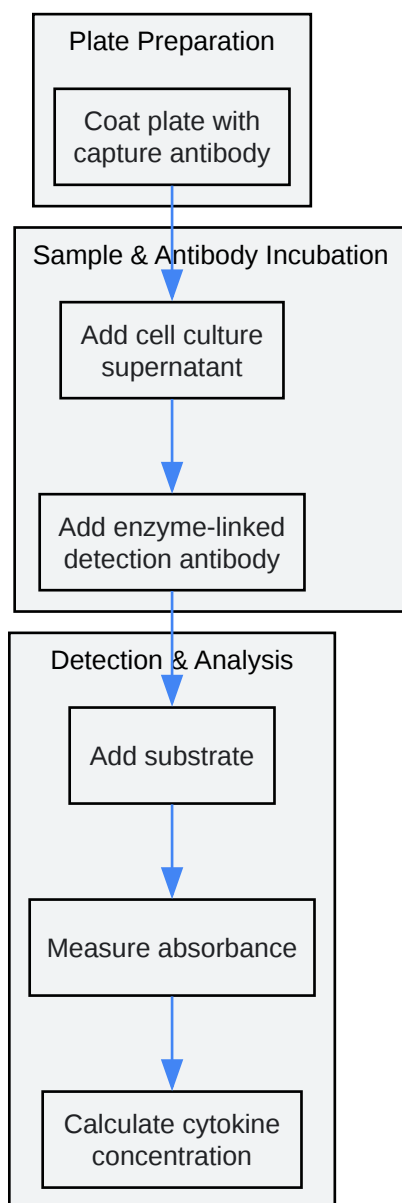 Plate Preparation
Coat plate with
capture antibody
Sample & Antibody Incubation
Add cell culture
supernatant
Add enzyme-linked
detection antibody
Detection & Analysis
Add substrate
Measure absorbance
Calculate cytokine
concentration